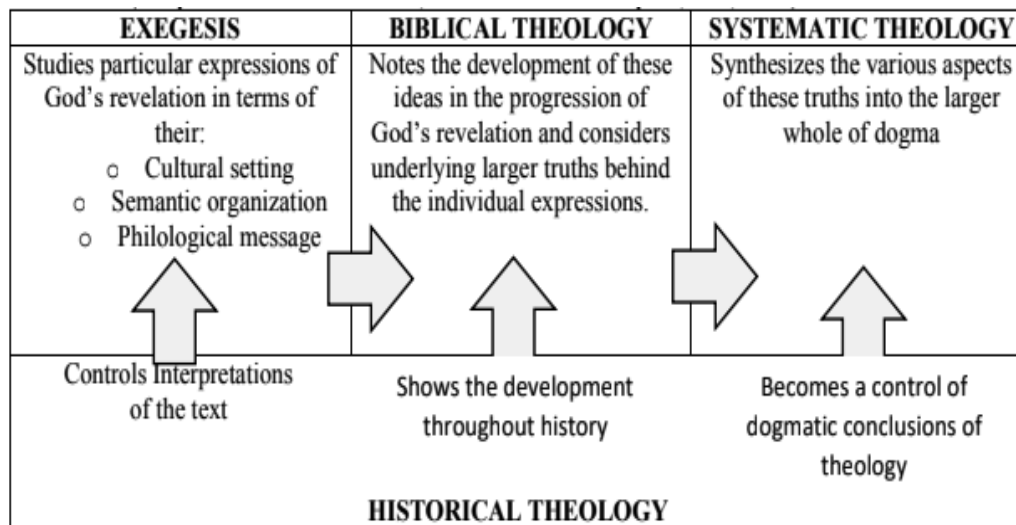 EXEGESIS
Studies particular expressions of
God's revelation in terms of
their:
o Cultural setting
o Semantic organization
o Philological message
BIBLICAL THEOLOGY
Notes the development of these
ideas in the progression of
God's revelation and considers
underlying larger truths behind
the individual expressions.
SYSTEMATIC THEOLOGY
Synthesizes the various aspects
of these truths into the larger
whole of dogma
Controls Interpretations
of the text
Shows the development
throughout history
Becomes a control of
dogmatic conclusions of
theology
HISTORICAL THEOLOGY